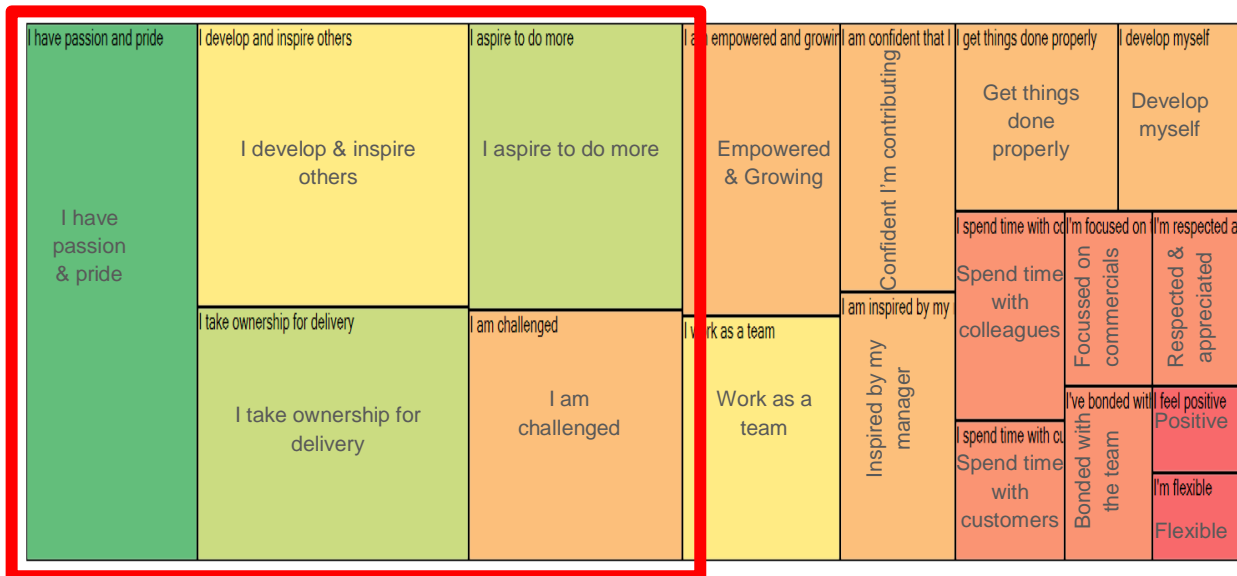 I have passion and pride
I have
passion
& pride
I develop and inspire others
I develop & inspire
others
I aspire to do more
I aspire to do more
I take ownership for delivery
I take ownership for
delivery
I am challenged
I am
challenged
I am empowered and growin
Empowered
& Growing
I work as a team
Work as a
team
I am confident that I
Confident I'm contributing
I am inspired by my
Inspired by my
manager
I get things done properly
Get things
done
properly
I develop myself
Develop
myself
I spend time with co
Spend time
with
colleagues
I'm focused on
Focussed on
commercials
I'm respected a
Respected &
appreciated
I spend time with cu
Spend time
with
customers
I've bonded with
Bonded with
the team
I feel positive
Positive
I'm flexible
Flexible